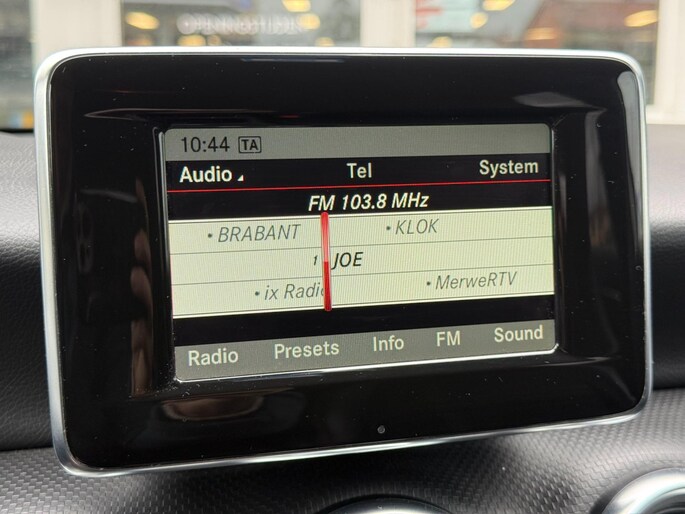 10:44 TA
Audio Tel System
FM 103.8 MHz
• BRABANT • KLOK
1 JOE
• ix Radio • MerweRTV
Radio Presets Info FM Sound